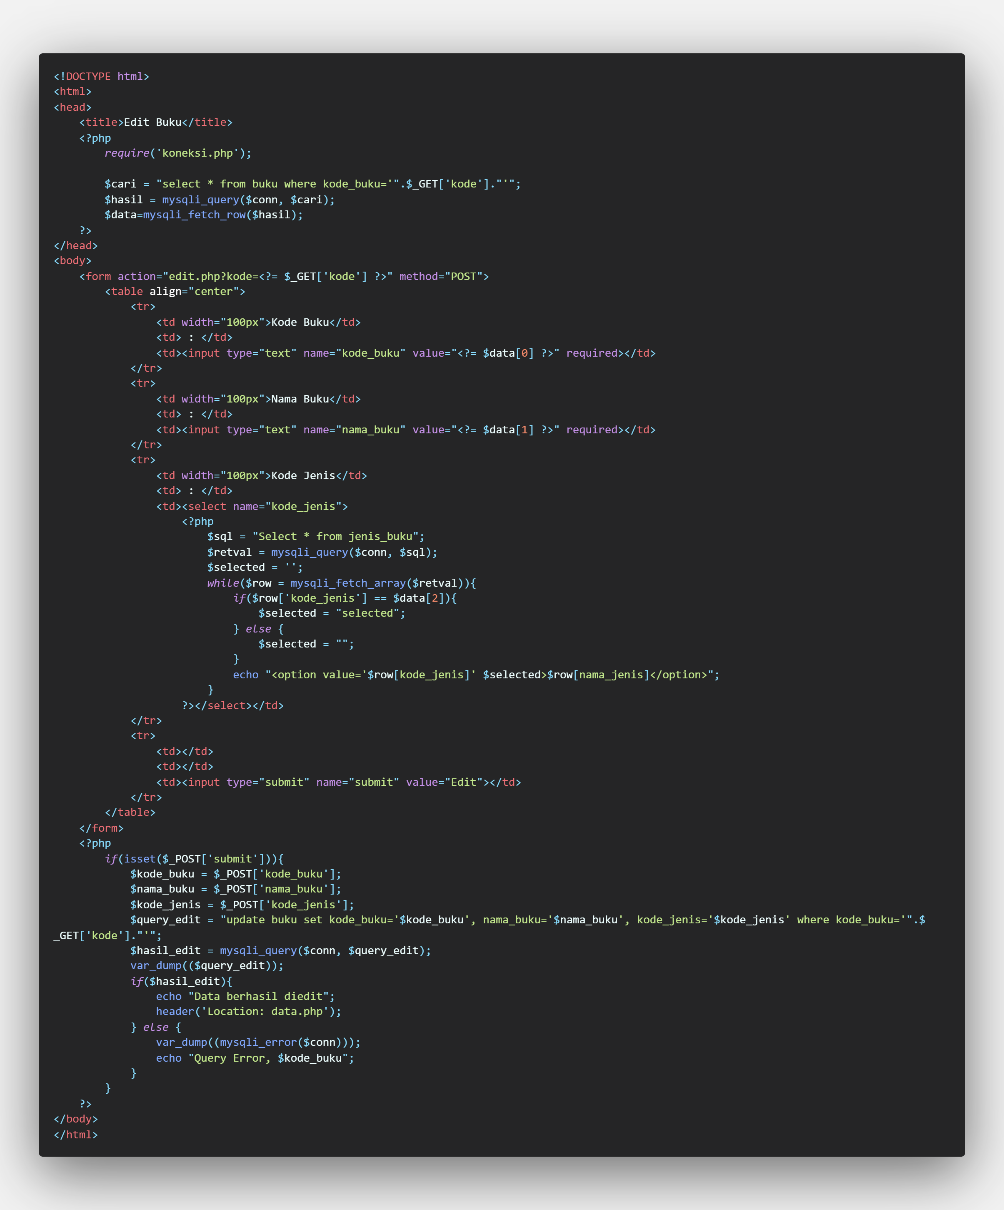 <!DOCTYPE html>
<html>
<head>
    <title>Edit Buku</title>
    <?php
        require('koneksi.php');

        $cari = "select * from buku where kode_buku='".$_GET['kode']."'";
        $hasil = mysqli_query($conn, $cari);
        $data=mysqli_fetch_row($hasil);
    ?>
</head>
<body>
    <form action="edit.php?kode=<?= $_GET['kode'] ?>" method="POST">
        <table align="center">
            <tr>
                <td width="100px">Kode Buku</td>
                <td> : </td>
                <td><input type="text" name="kode_buku" value="<?= $data[0] ?>" required></td>
            </tr>
            <tr>
                <td width="100px">Nama Buku</td>
                <td> : </td>
                <td><input type="text" name="nama_buku" value="<?= $data[1] ?>" required></td>
            </tr>
            <tr>
                <td width="100px">Kode Jenis</td>
                <td> : </td>
                <td><select name="kode_jenis">
                    <?php
                        $sql = "Select * from jenis_buku";
                        $retval = mysqli_query($conn, $sql);
                        $selected = '';
                        while($row = mysqli_fetch_array($retval)){
                            if($row['kode_jenis'] == $data[2]){
                                $selected = "selected";
                            } else {
                                $selected = "";
                            }
                            echo "<option value='$row[kode_jenis]' $selected>$row[nama_jenis]</option>";
                        }
                    ?></select></td>
            </tr>
            <tr>
                <td></td>
                <td></td>
                <td><input type="submit" name="submit" value="Edit"></td>
            </tr>
        </table>
    </form>
    <?php
        if(isset($_POST['submit'])){
            $kode_buku = $_POST['kode_buku'];
            $nama_buku = $_POST['nama_buku'];
            $kode_jenis = $_POST['kode_jenis'];
            $query_edit = "update buku set kode_buku='$kode_buku', nama_buku='$nama_buku', kode_jenis='$kode_jenis' where kode_buku='".$
_GET['kode']."'";
            $hasil_edit = mysqli_query($conn, $query_edit);
            var_dump(($query_edit));
            if($hasil_edit){
                echo "Data berhasil diedit";
                header('Location: data.php');
            } else {
                var_dump((mysqli_error($conn)));
                echo "Query Error, $kode_buku";
            }
        }
    ?>
</body>
</html>